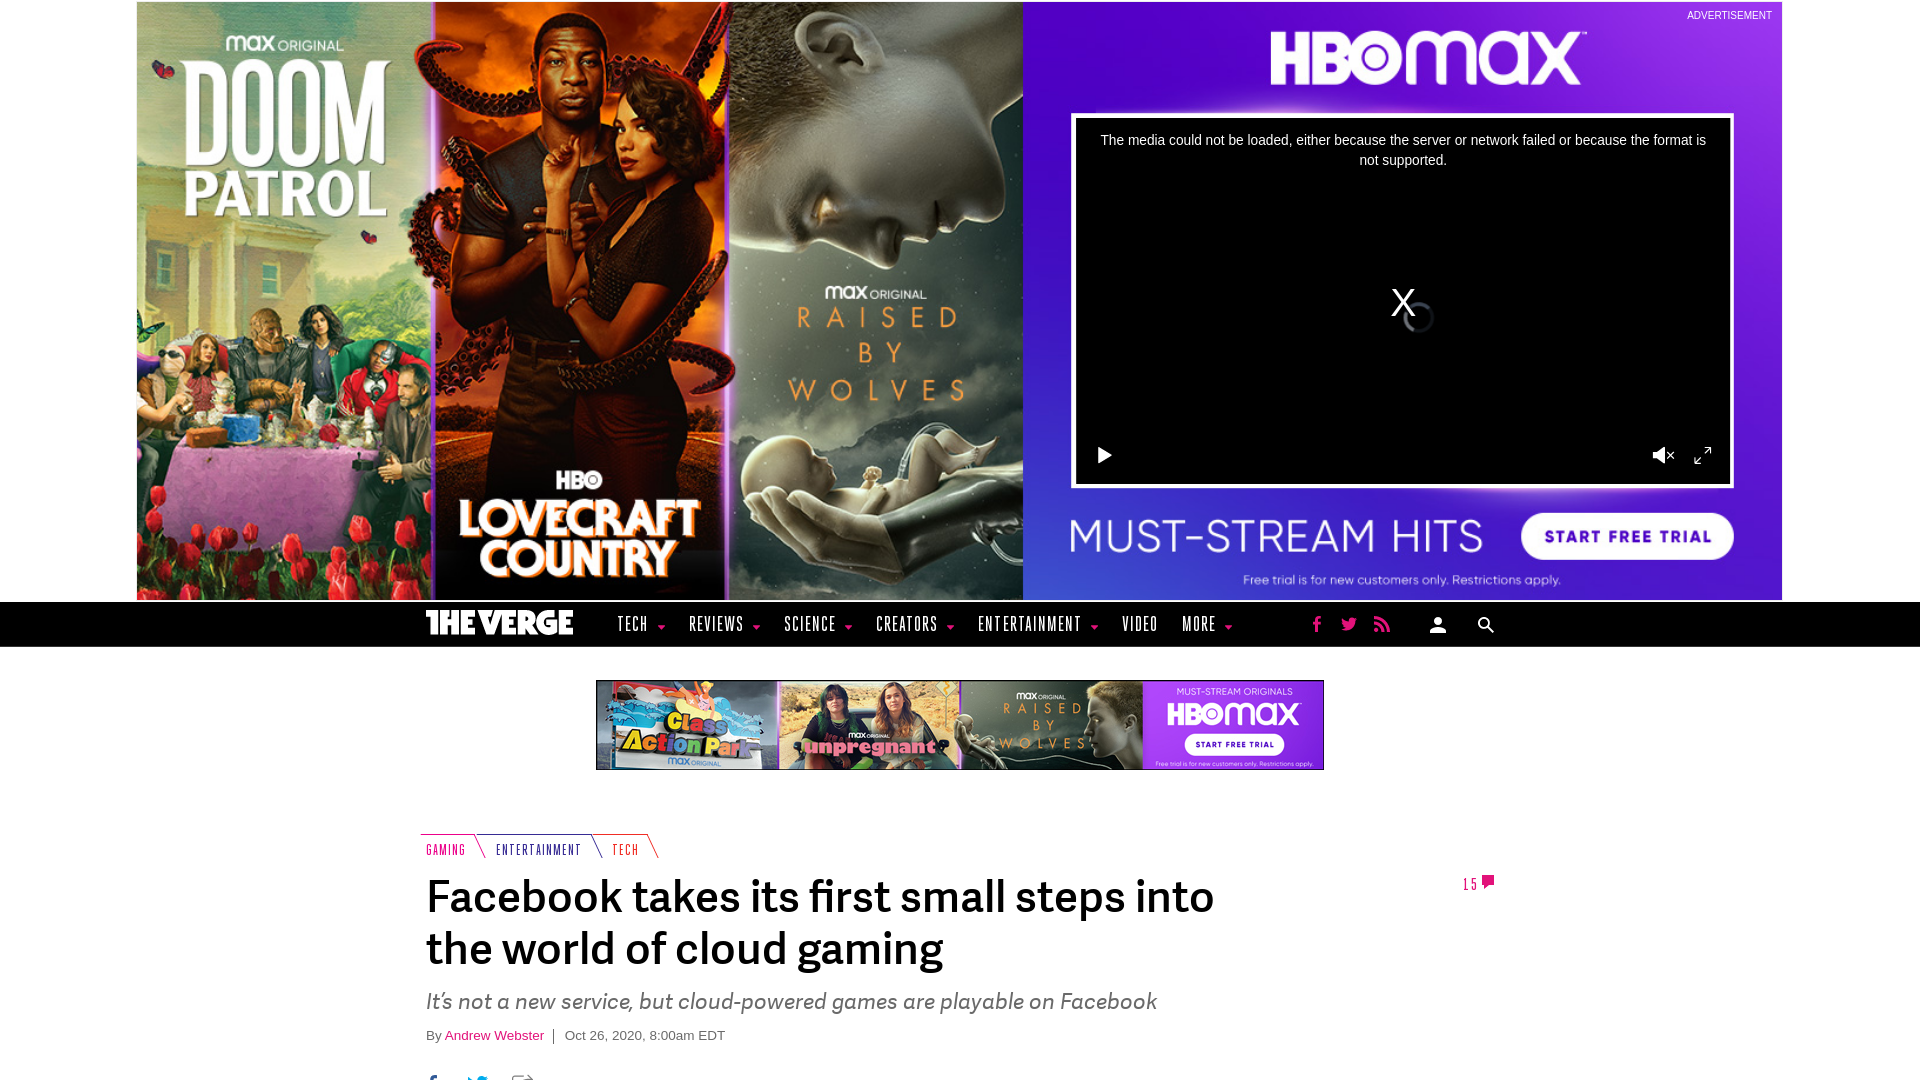 ADVERTISEMENT
max ORIGINAL
DOOM
PATROL
HBO
LOVECRAFT
COUNTRY
max ORIGINAL
RAISED
BY
WOLVES
HBOmax
The media could not be loaded, either because the server or network failed or because the format is
not supported.
X
MUST-STREAM HITS
START FREE TRIAL
Free trial is for new customers only. Restrictions apply.
THE VERGE
TECH
REVIEWS
SCIENCE
CREATORS
ENTERTAINMENT
VIDEO
MORE
Class
Action Park
max ORIGINAL
max ORIGINAL
unpregnant
max ORIGINAL
RAISED
BY
WOLVES
MUST-STREAM ORIGINALS
HBOmax
START FREE TRIAL
Free trial is for new customers only. Restrictions apply.
GAMING
ENTERTAINMENT
TECH
Facebook takes its first small steps into
the world of cloud gaming
15
It’s not a new service, but cloud-powered games are playable on Facebook
By Andrew Webster | Oct 26, 2020, 8:00am EDT